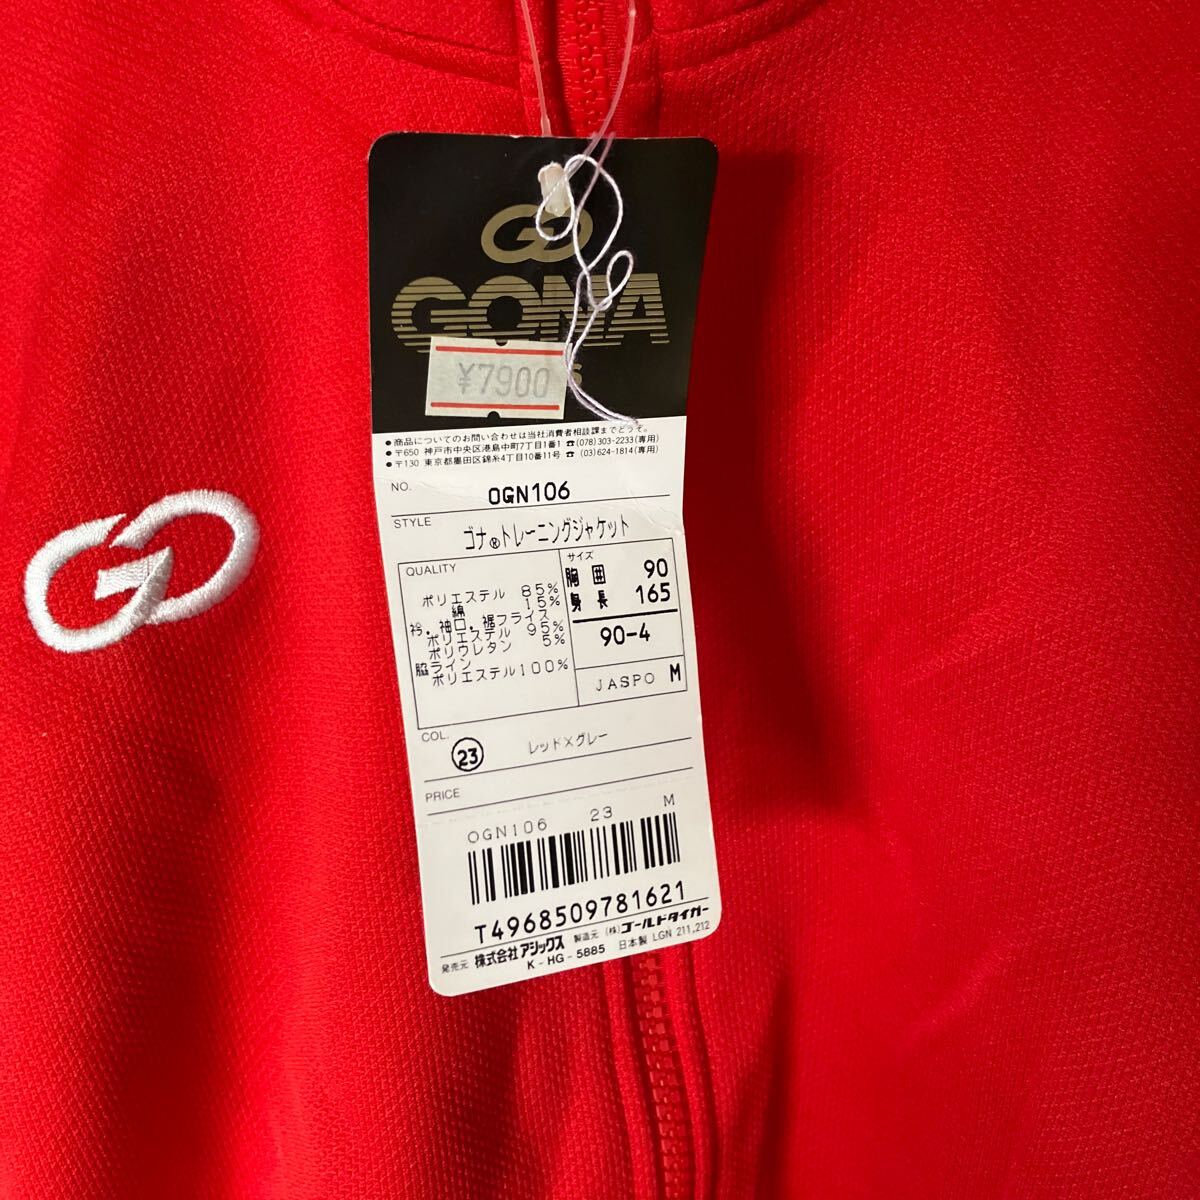 GO
GONA
¥7900
S
●商品についてのお問い合わせは当社消費者相談課までどうぞ。
●〒650 神戸市中央区港島中町7丁目1番1 ☎(078)303-2233(専用)
●〒130 東京都墨田区錦糸4丁目10番11号 ☎(03)624-1814(専用)
NO. OGN106
STYLE ゴナ®トレーニングジャケット
QUALITY
ポリエステル 85%
綿 15%
衿.袖口.裾フライス
ポリエステル 95%
ポリウレタン 5%
脇ライン
ポリエステル100%
サイズ
胸囲 90
身長 165
90-4
JASPO M
COL. 23 レッド×グレー
PRICE
OGN106 23 M
T4968509781621
発売元 株式会社アシックス 製造元 (株)ゴールドタイガー
K-HG-5885 日本製 LGN 211,212
GO